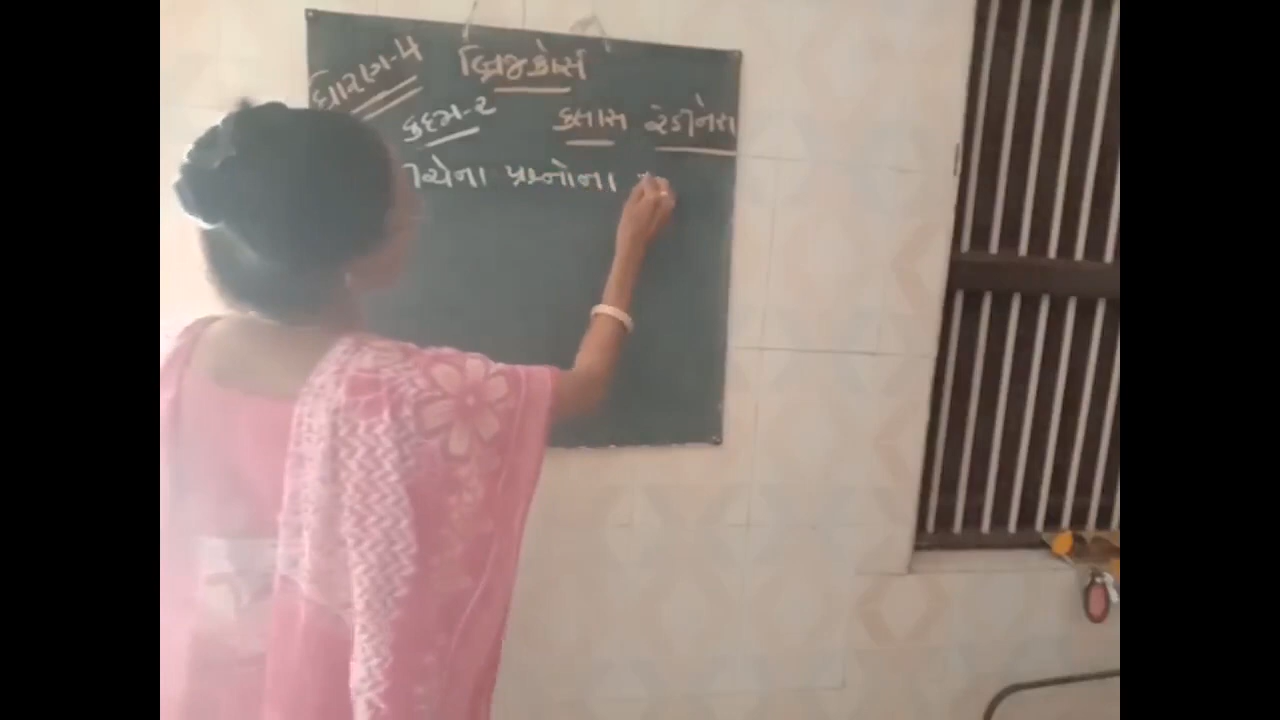 ધોરણ-૫ બ્રિજકોર્સ
કદમ-૨ ક્લાસ રેડીનેસ
પ્રશ્નોના